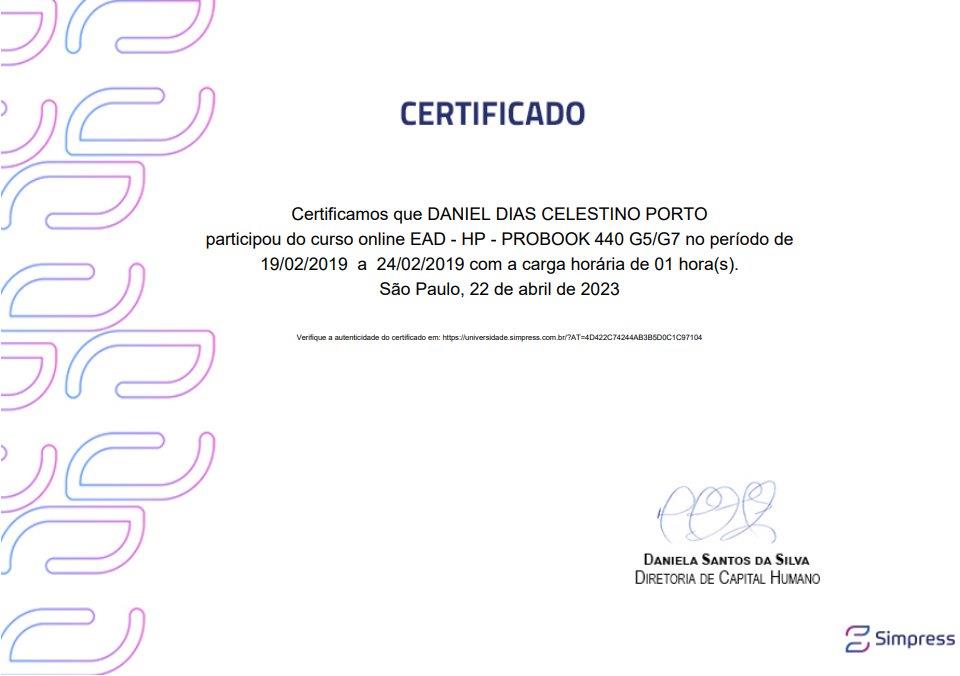 CERTIFICADO
Certificamos que DANIEL DIAS CELESTINO PORTO
participou do curso online EAD - HP - PROBOOK 440 G5/G7 no período de
19/02/2019 a 24/02/2019 com a carga horária de 01 hora(s).
São Paulo, 22 de abril de 2023
Verifique a autenticidade do certificado em: https://universidade.simpress.com.br/?AT=4D422C74244AB3B5D0C1C97104
DANIELA SANTOS DA SILVA
DIRETORIA DE CAPITAL HUMANO
Simpress